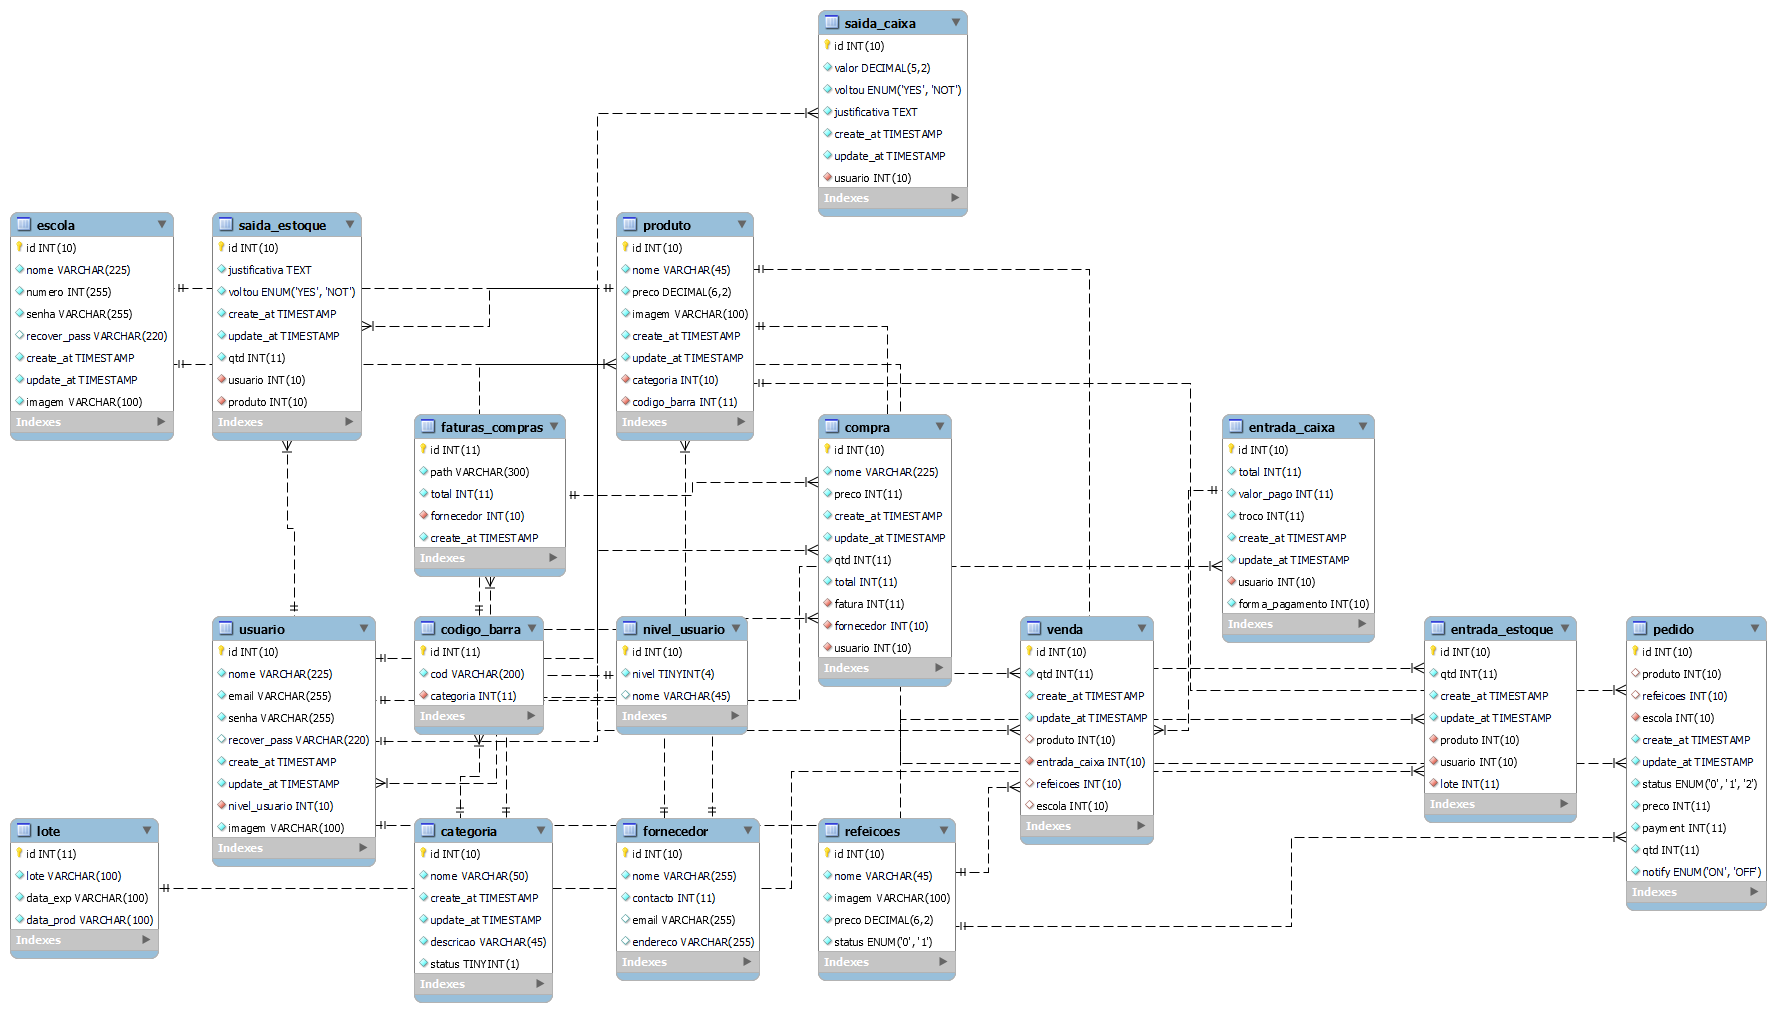 saida_caixa
id INT(10)
valor DECIMAL(5,2)
voltou ENUM('YES', 'NOT')
justificativa TEXT
create_at TIMESTAMP
update_at TIMESTAMP
usuario INT(10)
Indexes
escola
id INT(10)
nome VARCHAR(225)
numero INT(255)
senha VARCHAR(255)
recover_pass VARCHAR(220)
create_at TIMESTAMP
update_at TIMESTAMP
imagem VARCHAR(100)
Indexes
saida_estoque
id INT(10)
justificativa TEXT
voltou ENUM('YES', 'NOT')
create_at TIMESTAMP
update_at TIMESTAMP
qtd INT(11)
usuario INT(10)
produto INT(10)
Indexes
produto
id INT(10)
nome VARCHAR(45)
preco DECIMAL(6,2)
imagem VARCHAR(100)
create_at TIMESTAMP
update_at TIMESTAMP
categoria INT(10)
codigo_barra INT(11)
Indexes
faturas_compras
id INT(11)
path VARCHAR(300)
total INT(11)
fornecedor INT(10)
create_at TIMESTAMP
Indexes
compra
id INT(10)
nome VARCHAR(225)
preco INT(11)
create_at TIMESTAMP
update_at TIMESTAMP
qtd INT(11)
total INT(11)
fatura INT(11)
fornecedor INT(10)
usuario INT(10)
Indexes
entrada_caixa
id INT(10)
total INT(11)
valor_pago INT(11)
troco INT(11)
create_at TIMESTAMP
update_at TIMESTAMP
usuario INT(10)
forma_pagamento INT(10)
Indexes
usuario
id INT(10)
nome VARCHAR(225)
email VARCHAR(255)
senha VARCHAR(255)
recover_pass VARCHAR(220)
create_at TIMESTAMP
update_at TIMESTAMP
nivel_usuario INT(10)
imagem VARCHAR(100)
Indexes
codigo_barra
id INT(11)
cod VARCHAR(200)
categoria INT(11)
Indexes
nivel_usuario
id INT(10)
nivel TINYINT(4)
nome VARCHAR(45)
Indexes
venda
id INT(10)
qtd INT(11)
create_at TIMESTAMP
update_at TIMESTAMP
produto INT(10)
entrada_caixa INT(10)
refeicoes INT(10)
escola INT(10)
Indexes
entrada_estoque
id INT(10)
qtd INT(11)
create_at TIMESTAMP
update_at TIMESTAMP
produto INT(10)
usuario INT(10)
lote INT(11)
Indexes
pedido
id INT(10)
produto INT(10)
refeicoes INT(10)
escola INT(10)
create_at TIMESTAMP
update_at TIMESTAMP
status ENUM('0', '1', '2')
preco INT(11)
payment INT(11)
qtd INT(11)
notify ENUM('ON', 'OFF')
Indexes
lote
id INT(11)
lote VARCHAR(100)
data_exp VARCHAR(100)
data_prod VARCHAR(100)
Indexes
categoria
id INT(10)
nome VARCHAR(50)
create_at TIMESTAMP
update_at TIMESTAMP
descricao VARCHAR(45)
status TINYINT(1)
Indexes
fornecedor
id INT(10)
nome VARCHAR(255)
contacto INT(11)
email VARCHAR(255)
endereco VARCHAR(255)
Indexes
refeicoes
id INT(10)
nome VARCHAR(45)
imagem VARCHAR(100)
preco DECIMAL(6,2)
status ENUM('0', '1')
Indexes